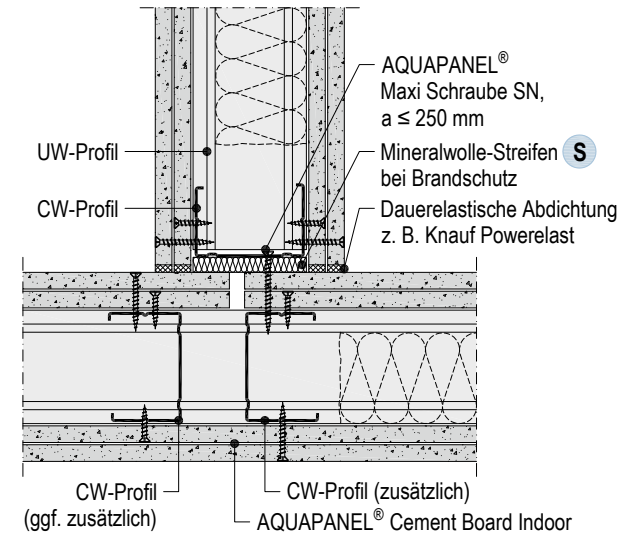 AQUAPANEL®
Maxi Schraube SN,
a ≤ 250 mm
UW-Profil
Mineralwolle-Streifen S
bei Brandschutz
CW-Profil
Dauerelastische Abdichtung
z. B. Knauf Powerelast
CW-Profil
(ggf. zusätzlich)
CW-Profil (zusätzlich)
AQUAPANEL® Cement Board Indoor